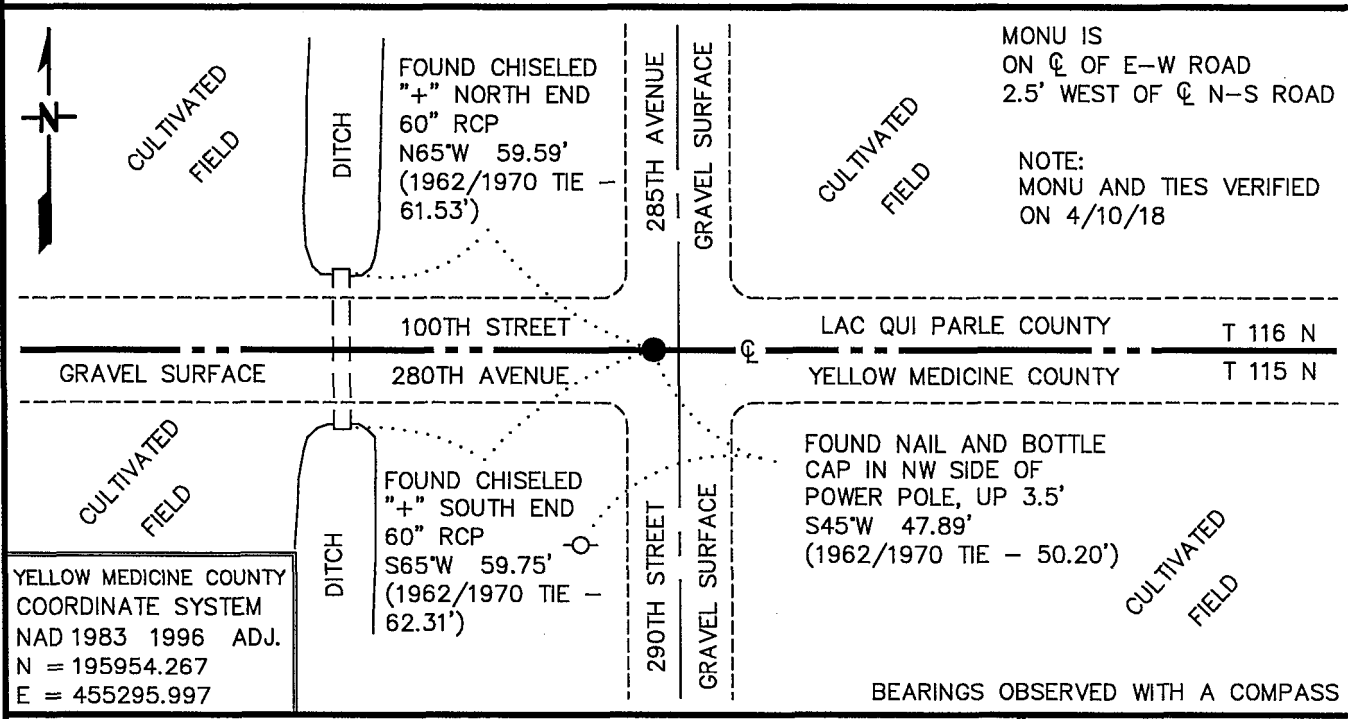 N
CULTIVATED
FIELD
DITCH
FOUND CHISELED
"+" NORTH END
60" RCP
N65°W 59.59'
(1962/1970 TIE –
61.53')
285TH AVENUE
GRAVEL SURFACE
CULTIVATED
FIELD
MONU IS
ON ℄ OF E–W ROAD
2.5' WEST OF ℄ N–S ROAD
NOTE:
MONU AND TIES VERIFIED
ON 4/10/18
100TH STREET
LAC QUI PARLE COUNTY
T 116 N
℄
GRAVEL SURFACE
280TH AVENUE
YELLOW MEDICINE COUNTY
T 115 N
CULTIVATED
FIELD
DITCH
FOUND CHISELED
"+" SOUTH END
60" RCP
S65°W 59.75'
(1962/1970 TIE –
62.31')
290TH STREET
GRAVEL SURFACE
FOUND NAIL AND BOTTLE
CAP IN NW SIDE OF
POWER POLE, UP 3.5'
S45°W 47.89'
(1962/1970 TIE – 50.20')
CULTIVATED
FIELD
YELLOW MEDICINE COUNTY
COORDINATE SYSTEM
NAD 1983 1996 ADJ.
N = 195954.267
E = 455295.997
BEARINGS OBSERVED WITH A COMPASS